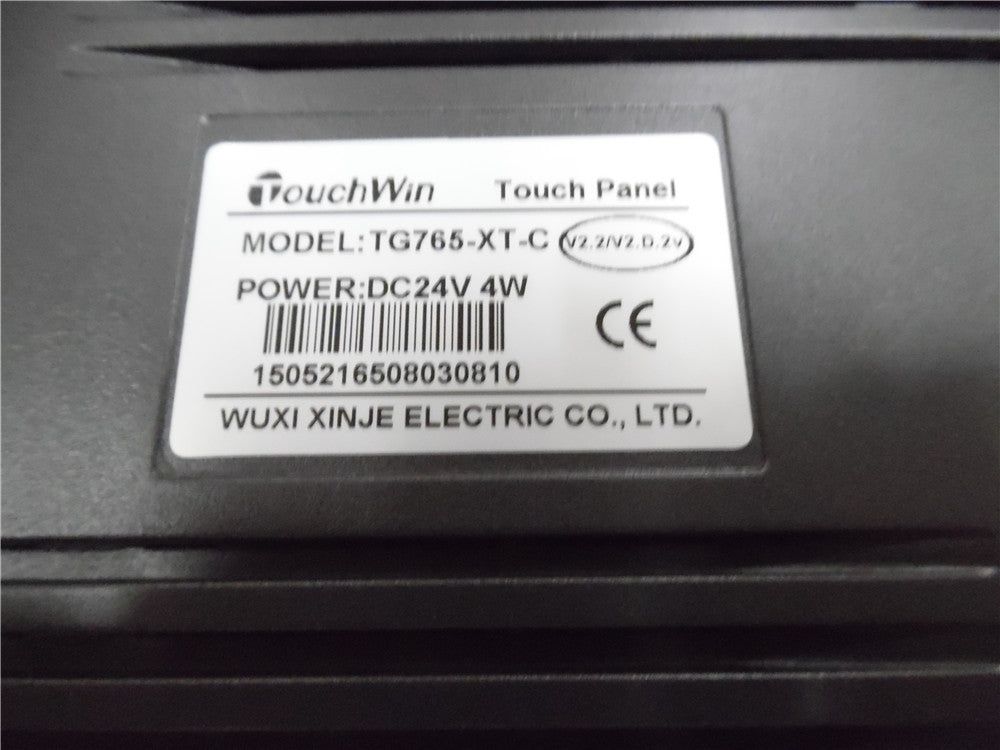 TouchWin Touch Panel
MODEL:TG765-XT-C V2.2/V2.D.2v
POWER:DC24V 4W
CE
1505216508030810
WUXI XINJE ELECTRIC CO., LTD.